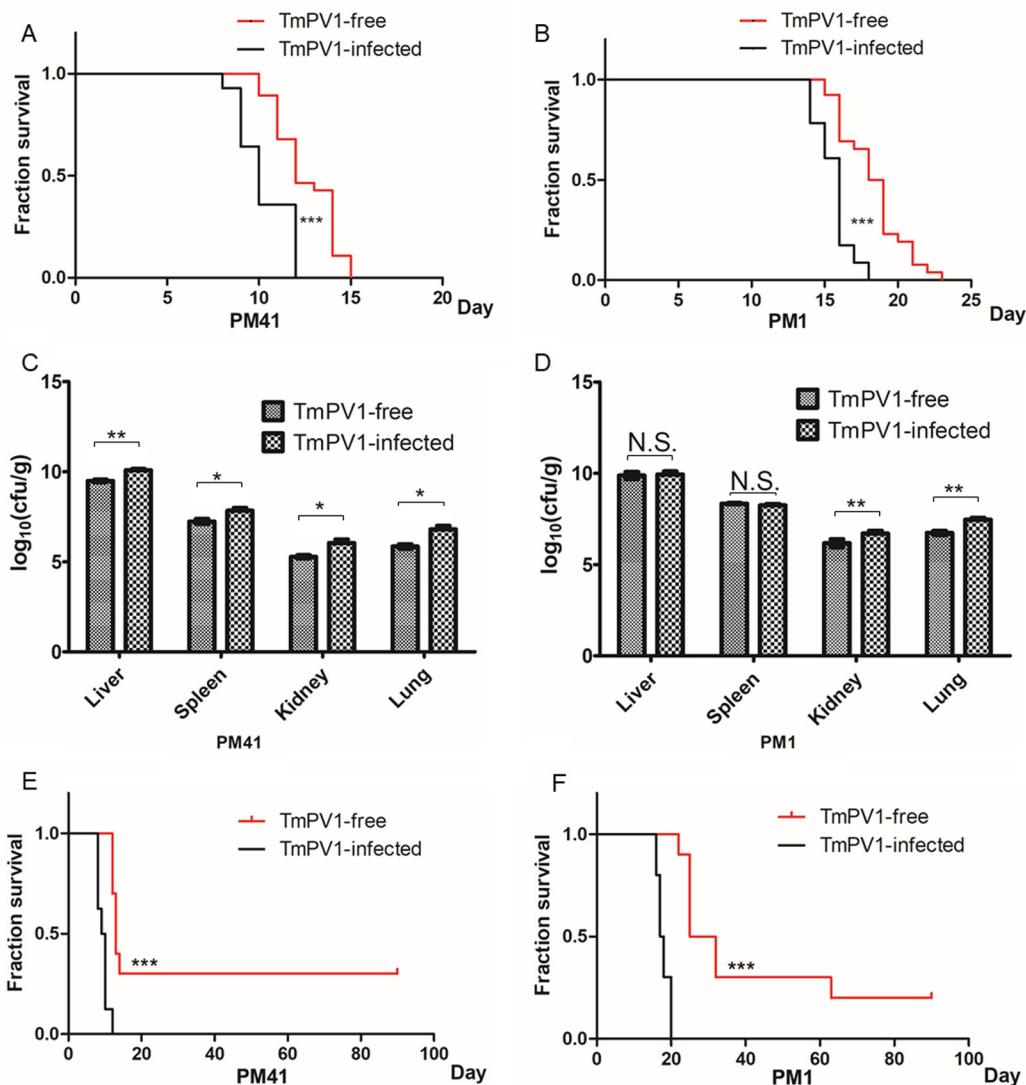 A
TmPV1-free
TmPV1-infected
Fraction survival
1.0
0.5
0.0
0 5 10 15 20
Day
PM41
***
B
TmPV1-free
TmPV1-infected
Fraction survival
1.0
0.5
0.0
0 5 10 15 20 25
Day
PM1
***
C
TmPV1-free
TmPV1-infected
log10(cfu/g)
15
10
5
0
** * * *
Liver Spleen Kidney Lung
PM41
D
TmPV1-free
TmPV1-infected
log10(cfu/g)
15
10
5
0
N.S. N.S. ** **
Liver Spleen Kidney Lung
PM1
E
TmPV1-free
TmPV1-infected
Fraction survival
1.0
0.5
0.0
***
0 20 40 60 80 100
PM41 Day
F
TmPV1-free
TmPV1-infected
Fraction survival
1.0
0.5
0.0
***
0 20 40 60 80 100
PM1 Day